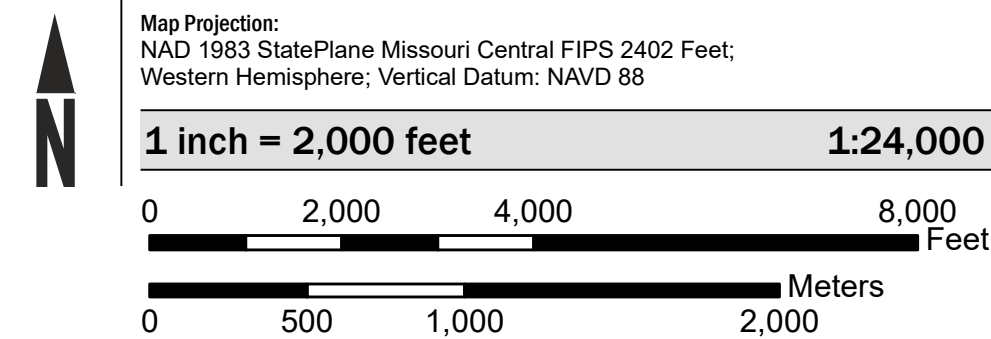 Map Projection:
NAD 1983 StatePlane Missouri Central FIPS 2402 Feet;
Western Hemisphere; Vertical Datum: NAVD 88
1 inch = 2,000 feet 1:24,000
N
0 2,000 4,000 8,000
Feet
Meters
0 500 1,000 2,000